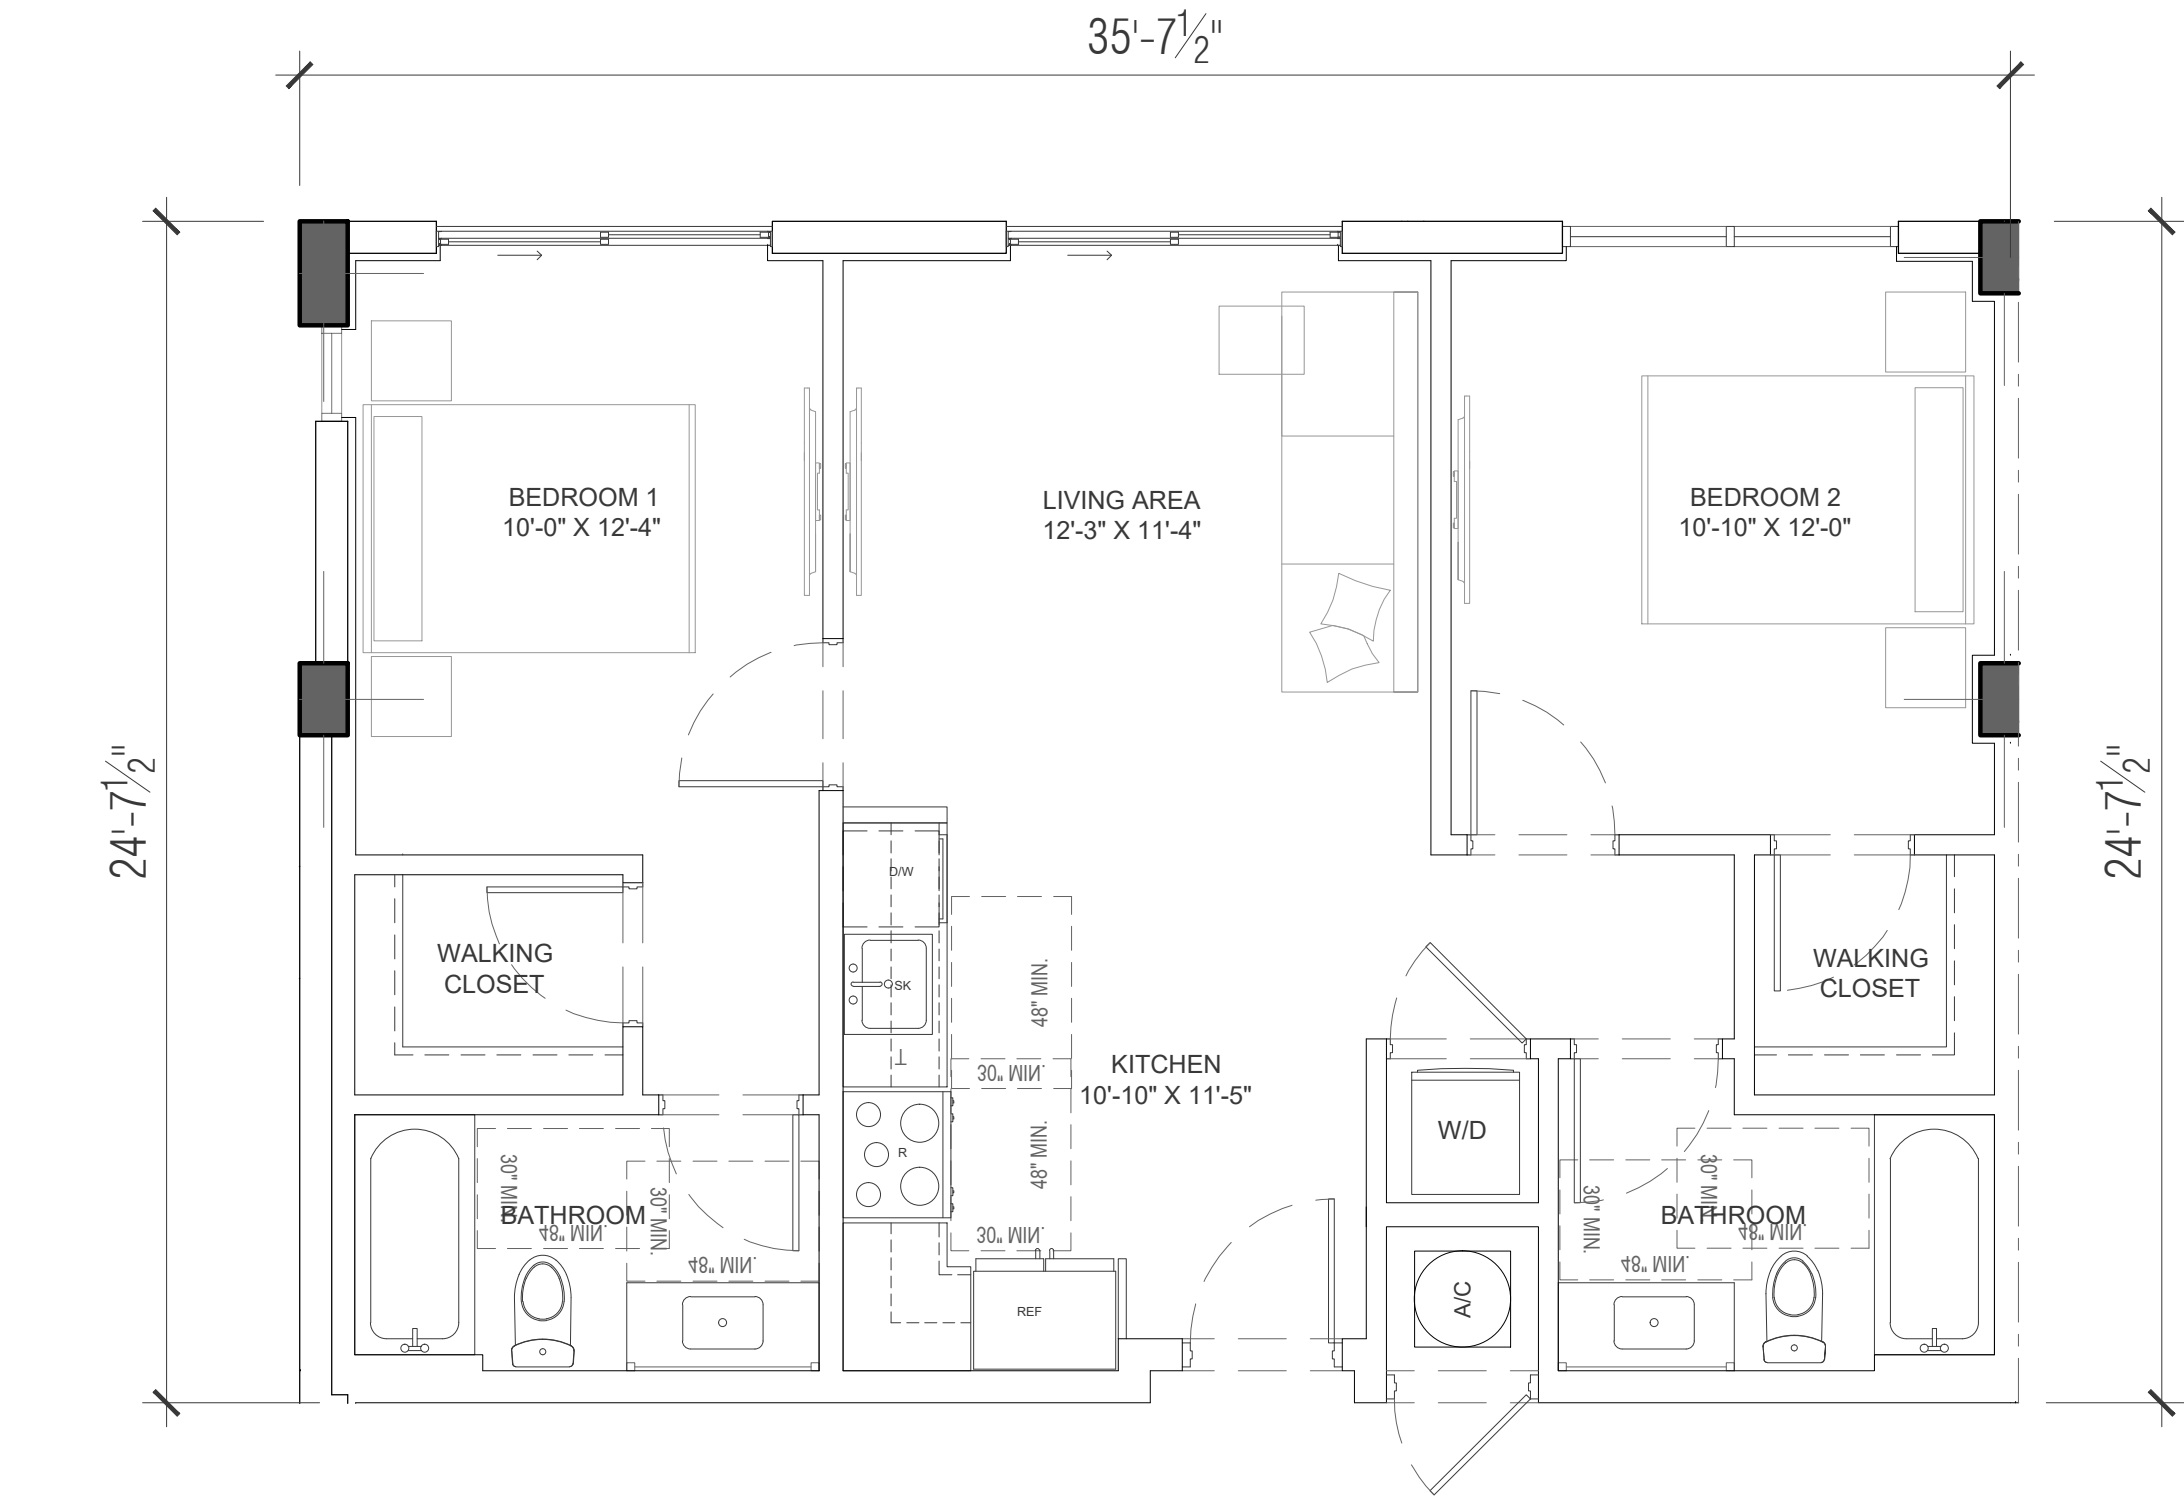 35'-7½"
24'-7½"
24'-7½"
BEDROOM 1
10'-0" X 12'-4"
LIVING AREA
12'-3" X 11'-4"
BEDROOM 2
10'-10" X 12'-0"
D/W
WALKING
CLOSET
SK
48" MIN.
30" MIN.
KITCHEN
10'-10" X 11'-5"
WALKING
CLOSET
R
48" MIN.
30" MIN.
W/D
30" MIN.
BATHROOM
48" MIN.
30" MIN.
48" MIN.
REF
A/C
30" MIN.
30" MIN.
BATHROOM
48" MIN.
48" MIN.